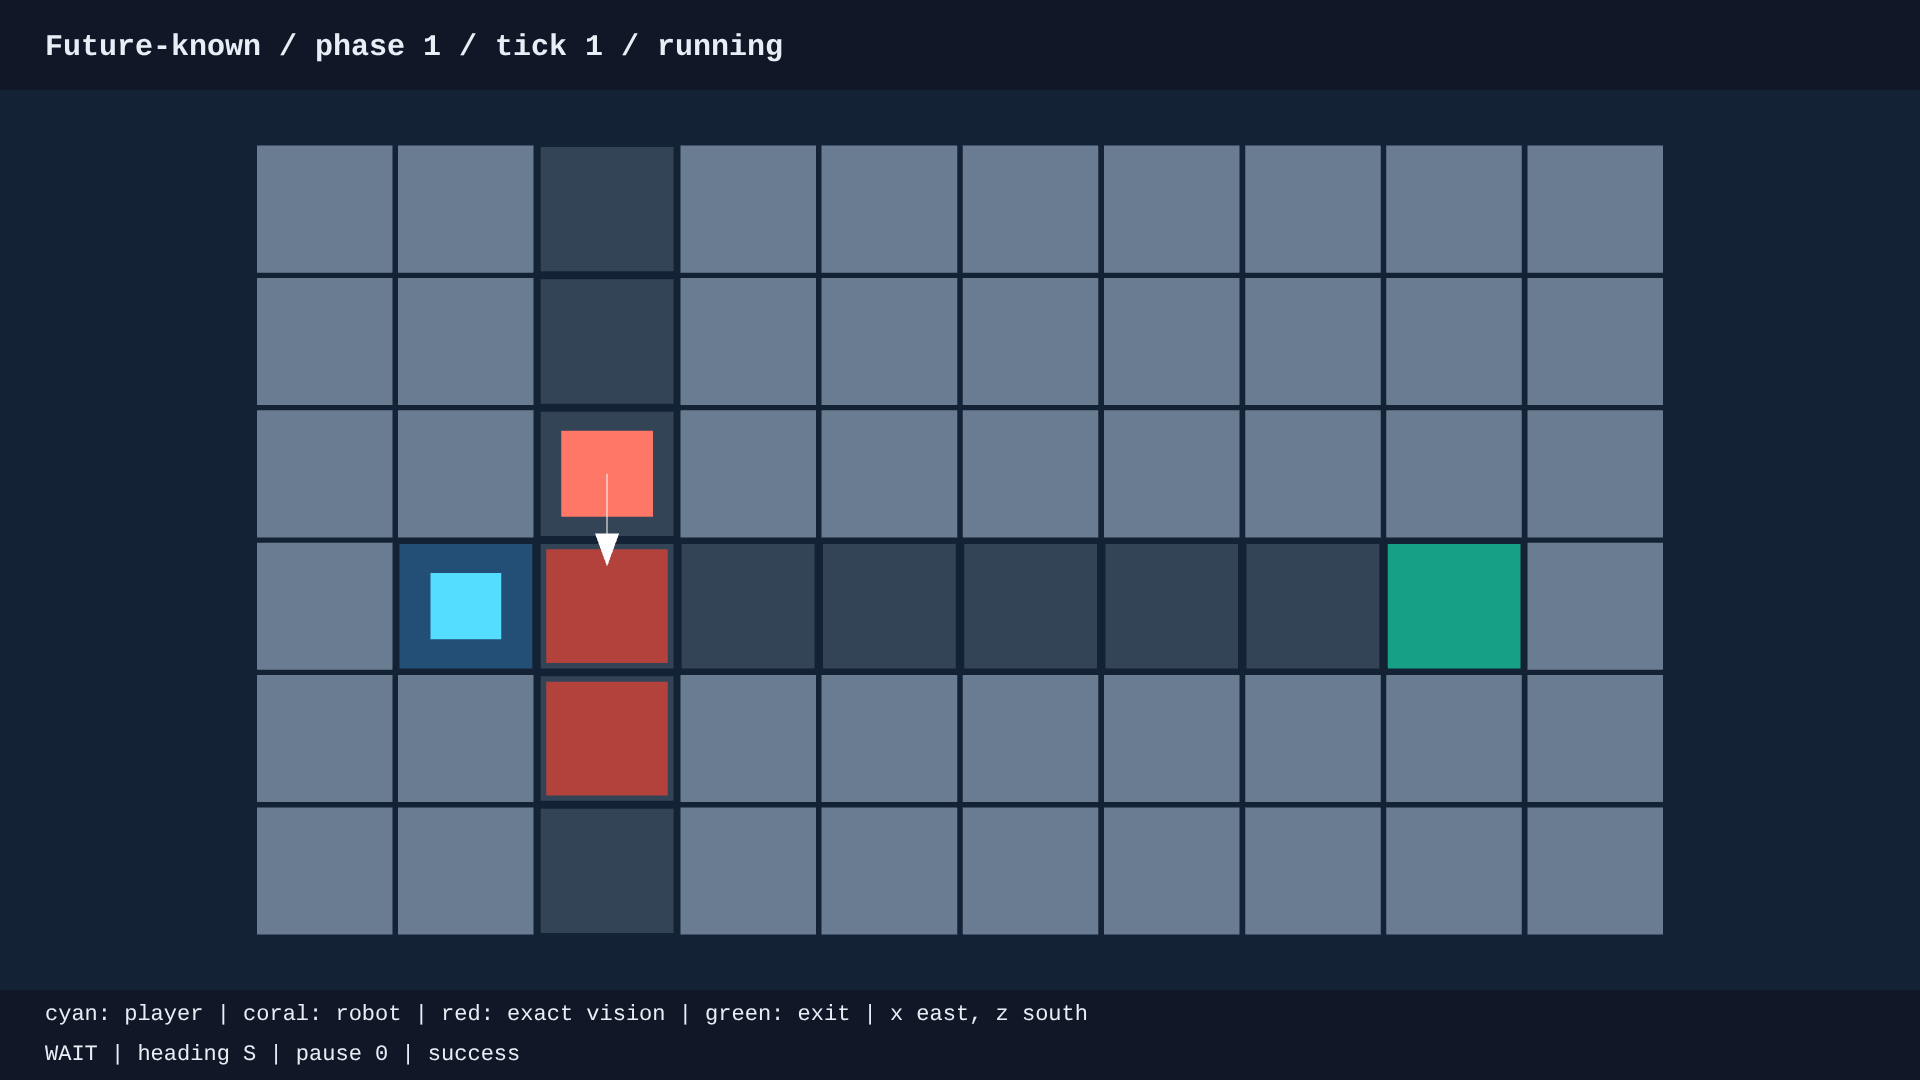 Future-known / phase 1 / tick 1 / running
cyan: player | coral: robot | red: exact vision | green: exit | x east, z south
WAIT | heading S | pause 0 | success